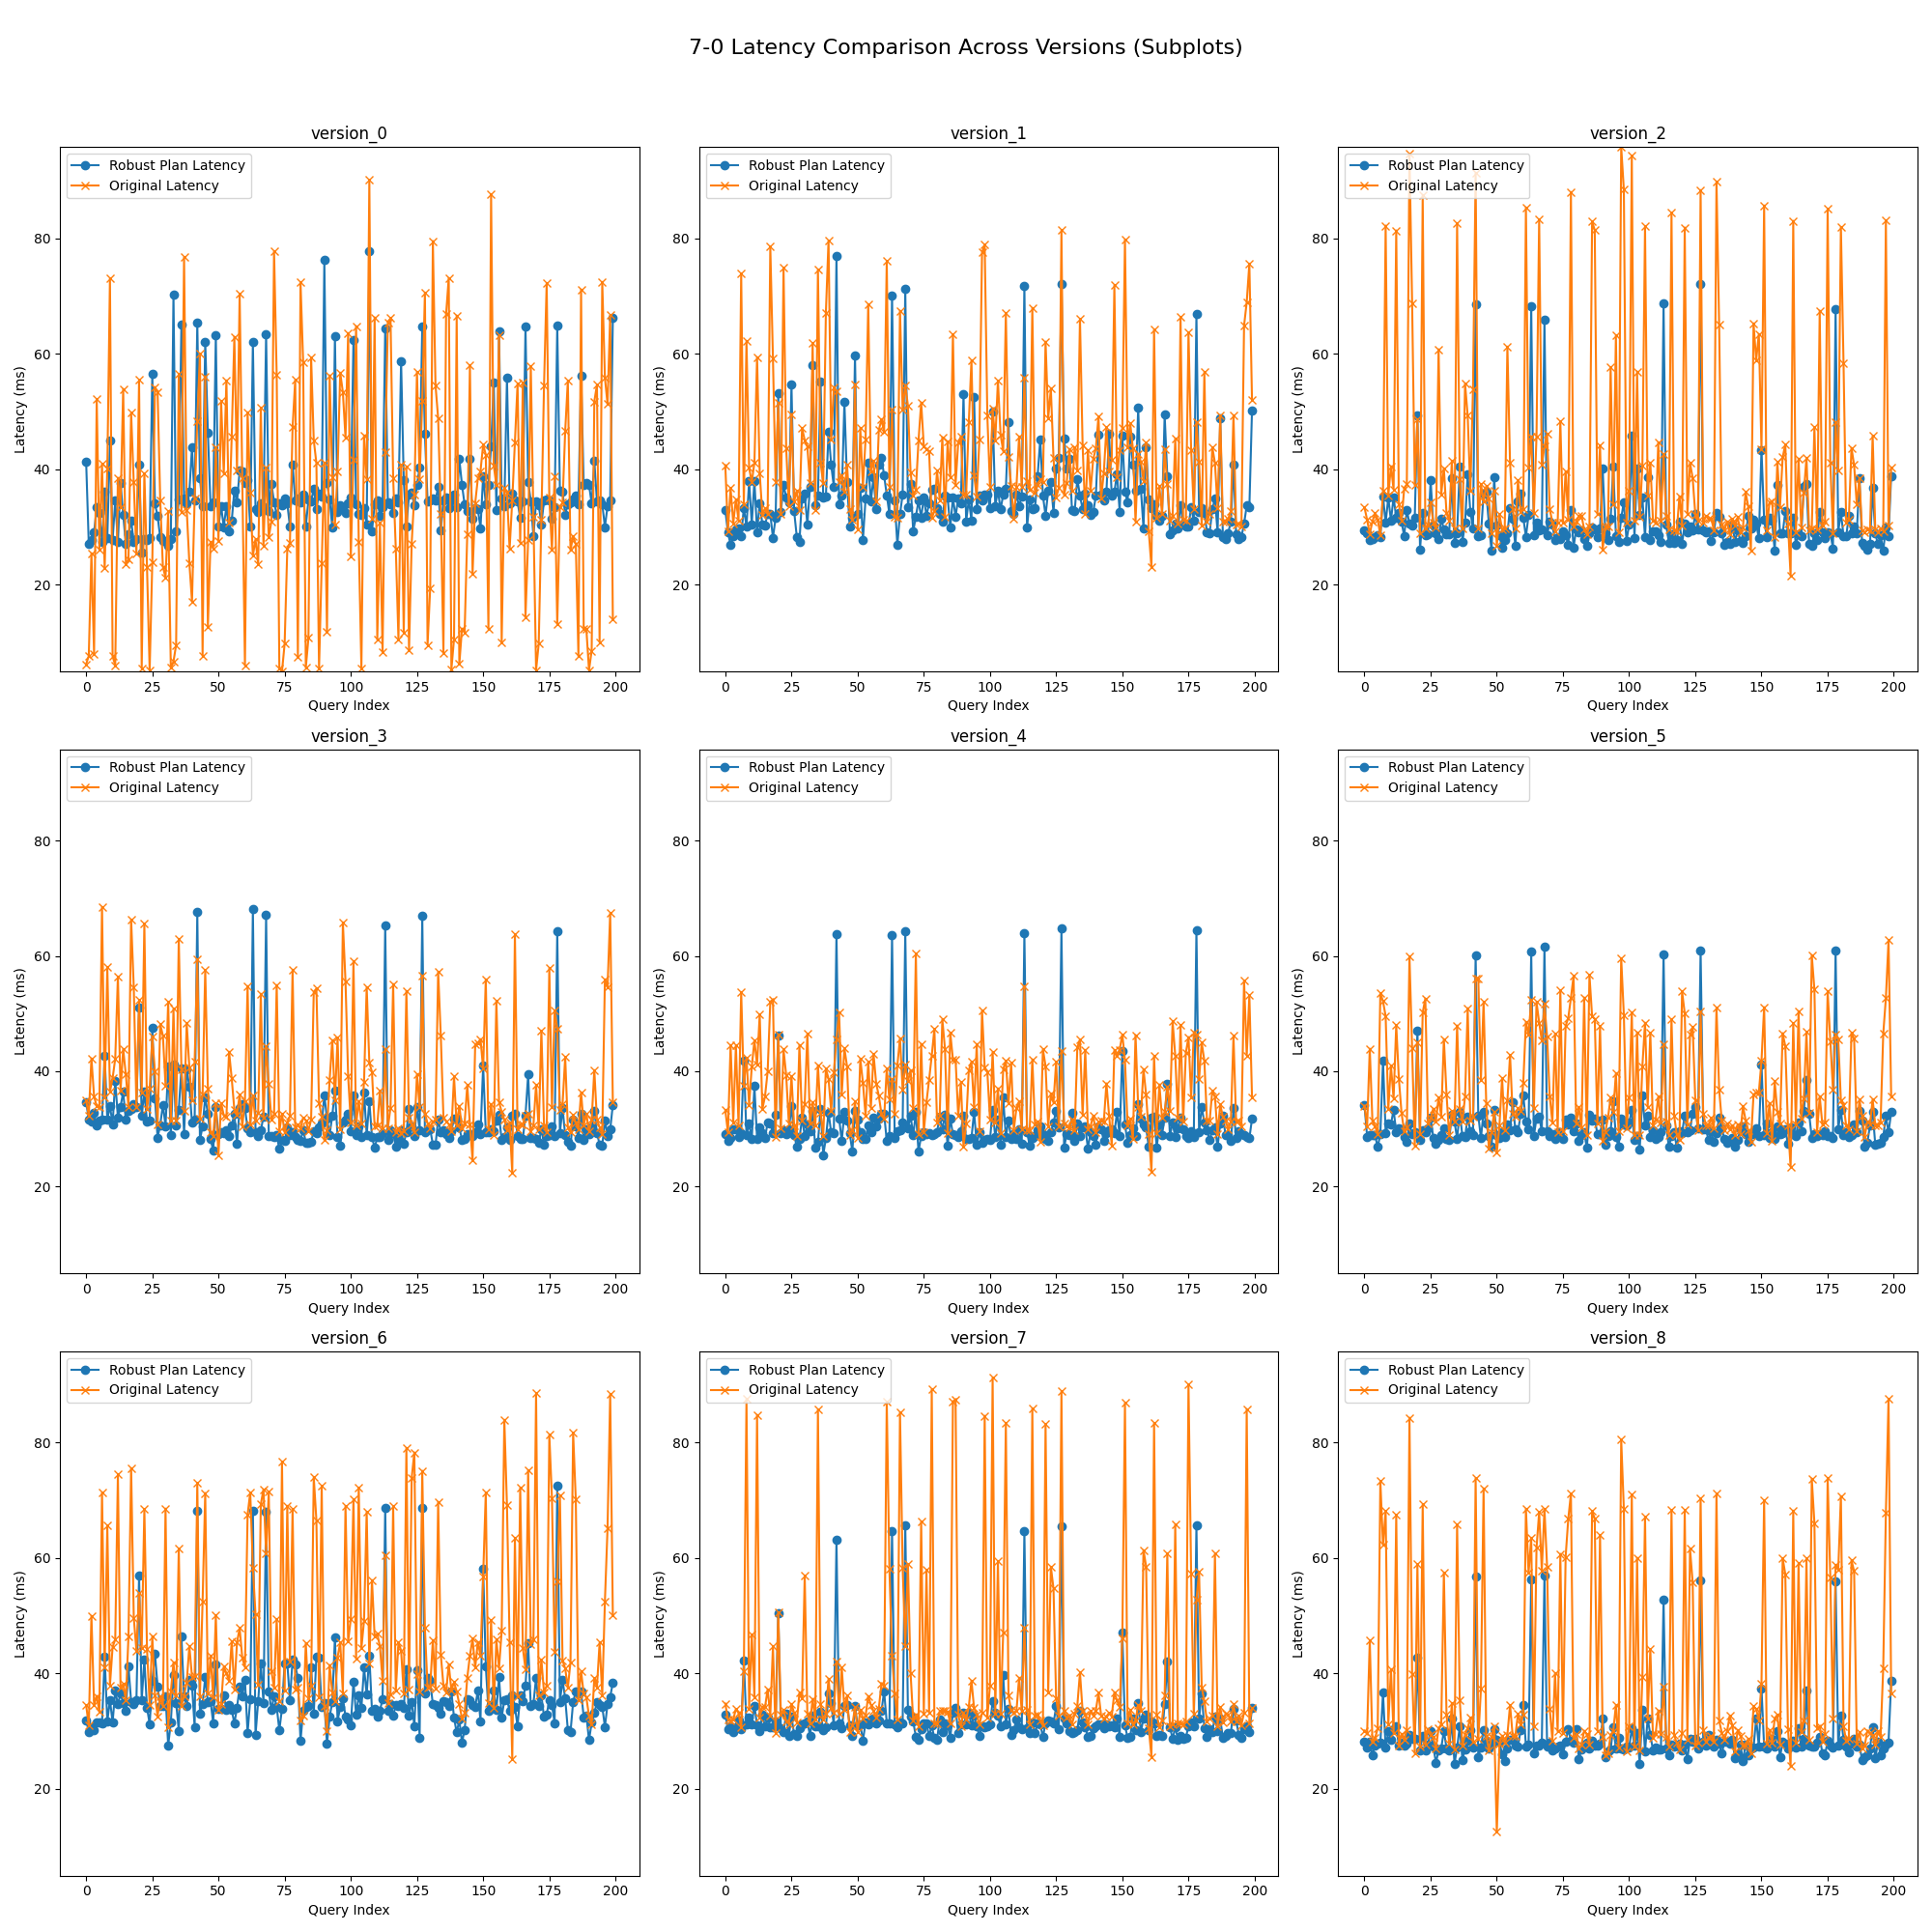 7-0 Latency Comparison Across Versions (Subplots)
version_0
Robust Plan Latency
Original Latency
80
60
40
20
Latency (ms)
0 25 50 75 100 125 150 175 200
Query Index
version_1
Robust Plan Latency
Original Latency
80
60
40
20
Latency (ms)
0 25 50 75 100 125 150 175 200
Query Index
version_2
Robust Plan Latency
Original Latency
80
60
40
20
Latency (ms)
0 25 50 75 100 125 150 175 200
Query Index
version_3
Robust Plan Latency
Original Latency
80
60
40
20
Latency (ms)
0 25 50 75 100 125 150 175 200
Query Index
version_4
Robust Plan Latency
Original Latency
80
60
40
20
Latency (ms)
0 25 50 75 100 125 150 175 200
Query Index
version_5
Robust Plan Latency
Original Latency
80
60
40
20
Latency (ms)
0 25 50 75 100 125 150 175 200
Query Index
version_6
Robust Plan Latency
Original Latency
80
60
40
20
Latency (ms)
0 25 50 75 100 125 150 175 200
Query Index
version_7
Robust Plan Latency
Original Latency
80
60
40
20
Latency (ms)
0 25 50 75 100 125 150 175 200
Query Index
version_8
Robust Plan Latency
Original Latency
80
60
40
20
Latency (ms)
0 25 50 75 100 125 150 175 200
Query Index